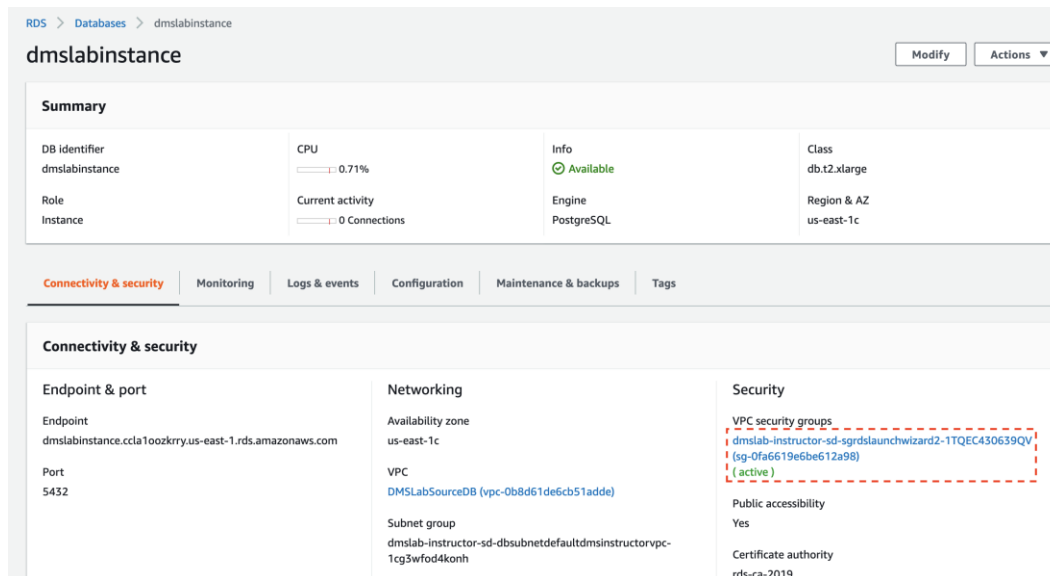 RDS > Databases > dmslabinstance
dmslabinstance
Modify
Actions
Summary
DB identifier
dmslabinstance
CPU
0.71%
Info
Available
Class
db.t2.xlarge
Role
Instance
Current activity
0 Connections
Engine
PostgreSQL
Region & AZ
us-east-1c
Connectivity & security
Monitoring
Logs & events
Configuration
Maintenance & backups
Tags
Connectivity & security
Endpoint & port
Endpoint
dmslabinstance.ccla1oozkrry.us-east-1.rds.amazonaws.com
Port
5432
Networking
Availability zone
us-east-1c
VPC
DMSLabSourceDB (vpc-0b8d61de6cb51adde)
Subnet group
dmslab-instructor-sd-dbsubnetdefaultdmsinstructorvpc-
1cg3wfod4konh
Security
VPC security groups
dmslab-instructor-sd-sgrdslaunchwizard2-1TQEC430639QV
(sg-0fa6619e6be612a98)
( active )
Public accessibility
Yes
Certificate authority
rds-ca-2019